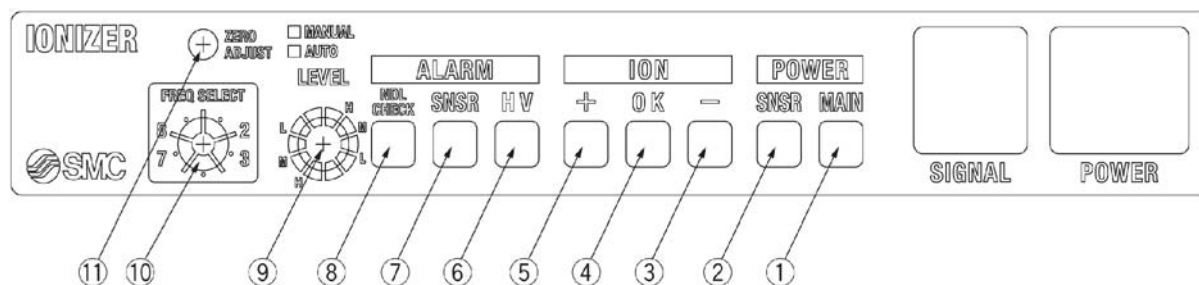 IONIZER
ZERO
ADJUST
MANUAL
AUTO
LEVEL
FREQ SELECT
5
2
7
3
SMC
H
L
M
M
L
H
ALARM
NDL
CHECK
SNSR
HV
ION
+
OK
−
POWER
SNSR
MAIN
SIGNAL
POWER
⑪
⑩
⑨
⑧
⑦
⑥
⑤
④
③
②
①